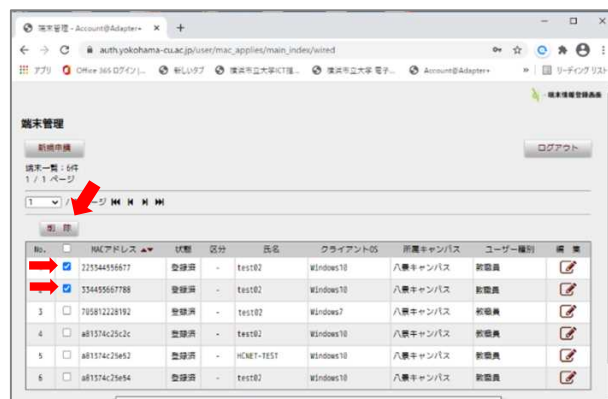 端末管理 - Account@Adapter+
auth.yokohama-cu.ac.jp/user/mac_applies/main_index/wired
アプリ Office 365 ログイン |... 新しいタブ 横浜市立大学ICT推... 横浜市立大学 電子... Account@Adapter+ » リーディング リスト
- 端末情報登録画面
端末管理
新規申請 ログアウト
端末一覧 : 6件
1 / 1 ページ
1 / ページ
削 除
No. MACアドレス ▲▼ 状態 区分 氏名 クライアントOS 所属キャンパス ユーザー種別 編 集
225344556677 登録済 - test02 Windows10 八景キャンパス 教職員
2 334455667788 登録済 - test02 Windows10 八景キャンパス 教職員
3 705812228192 登録済 - test02 Windows7 八景キャンパス 教職員
4 a81374c25c2c 登録済 - test02 Windows10 八景キャンパス 教職員
5 a81374c25e52 登録済 - HCNET-TEST Windows10 八景キャンパス 教職員
6 a81374c25e54 登録済 - test02 Windows10 八景キャンパス 教職員